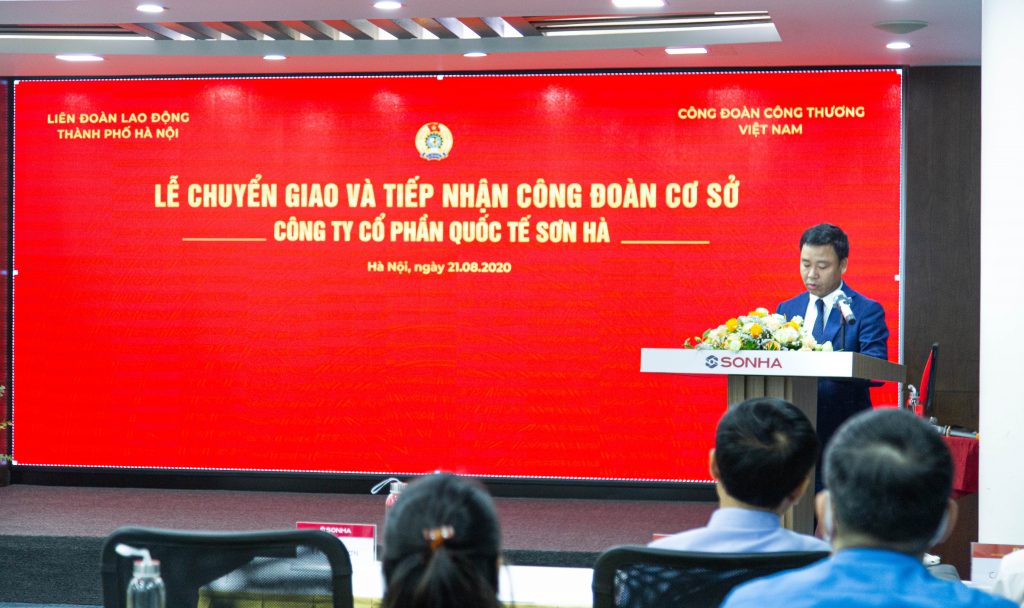 LIÊN ĐOÀN LAO ĐỘNG
THÀNH PHỐ HÀ NỘI
CÔNG ĐOÀN CÔNG THƯƠNG
VIỆT NAM
LỄ CHUYỂN GIAO VÀ TIẾP NHẬN CÔNG ĐOÀN CƠ SỞ
CÔNG TY CỔ PHẦN QUỐC TẾ SƠN HÀ
Hà Nội, ngày 21.08.2020
SONHA
SONHA